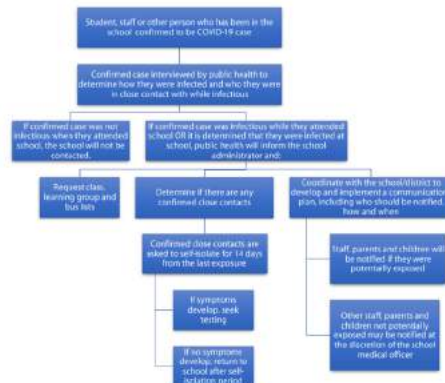 Student, staff or other person who has been in the
school confirmed to be COVID-19 case
Confirmed case interviewed by public health to
determine how they were infected and who they were
in close contact with while infectious
If confirmed case was not
infectious when they attended
school, the school will not be
contacted.
If confirmed case was infectious while they attended
school OR it is determined that they were infected at
school, public health will inform the school
administrator and:
Request class,
learning group and
bus lists
Determine if there are any
confirmed close contacts
Confirmed close contacts are
asked to self-isolate for 14 days
from the last exposure
If symptoms
develop, seek
testing
If no symptoms
develop, return to
school after self-
isolation period
Coordinate with the school/district to
develop and implement a communication
plan, including who should be notified,
how and when
Staff, parents and children will
be notified if they were
potentially exposed
Other staff, parents and
children not potentially
exposed may be notified at
the discretion of the school
medical officer